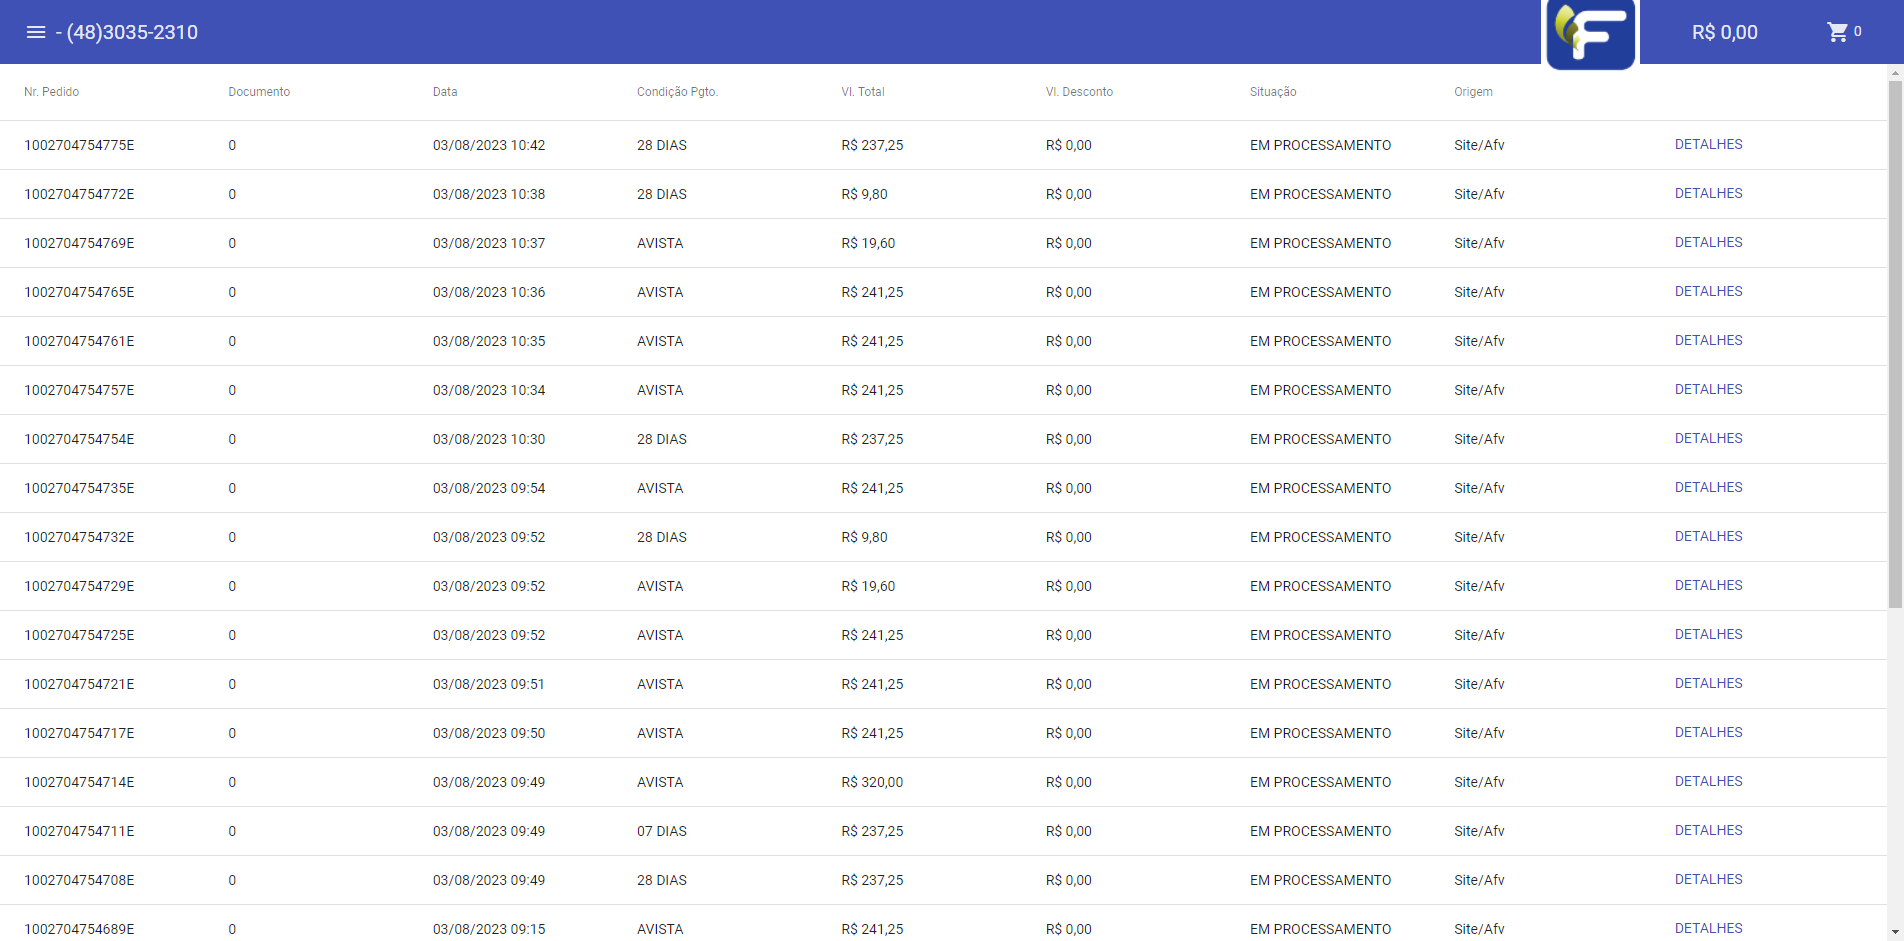 - (48)3035-2310 F R$ 0,00 0
Nr. Pedido Documento Data Condição Pgto. Vl. Total Vl. Desconto Situação Origem
1002704754775E 0 03/08/2023 10:42 28 DIAS R$ 237,25 R$ 0,00 EM PROCESSAMENTO Site/Afv DETALHES
1002704754772E 0 03/08/2023 10:38 28 DIAS R$ 9,80 R$ 0,00 EM PROCESSAMENTO Site/Afv DETALHES
1002704754769E 0 03/08/2023 10:37 AVISTA R$ 19,60 R$ 0,00 EM PROCESSAMENTO Site/Afv DETALHES
1002704754765E 0 03/08/2023 10:36 AVISTA R$ 241,25 R$ 0,00 EM PROCESSAMENTO Site/Afv DETALHES
1002704754761E 0 03/08/2023 10:35 AVISTA R$ 241,25 R$ 0,00 EM PROCESSAMENTO Site/Afv DETALHES
1002704754757E 0 03/08/2023 10:34 AVISTA R$ 241,25 R$ 0,00 EM PROCESSAMENTO Site/Afv DETALHES
1002704754754E 0 03/08/2023 10:30 28 DIAS R$ 237,25 R$ 0,00 EM PROCESSAMENTO Site/Afv DETALHES
1002704754735E 0 03/08/2023 09:54 AVISTA R$ 241,25 R$ 0,00 EM PROCESSAMENTO Site/Afv DETALHES
1002704754732E 0 03/08/2023 09:52 28 DIAS R$ 9,80 R$ 0,00 EM PROCESSAMENTO Site/Afv DETALHES
1002704754729E 0 03/08/2023 09:52 AVISTA R$ 19,60 R$ 0,00 EM PROCESSAMENTO Site/Afv DETALHES
1002704754725E 0 03/08/2023 09:52 AVISTA R$ 241,25 R$ 0,00 EM PROCESSAMENTO Site/Afv DETALHES
1002704754721E 0 03/08/2023 09:51 AVISTA R$ 241,25 R$ 0,00 EM PROCESSAMENTO Site/Afv DETALHES
1002704754717E 0 03/08/2023 09:50 AVISTA R$ 241,25 R$ 0,00 EM PROCESSAMENTO Site/Afv DETALHES
1002704754714E 0 03/08/2023 09:49 AVISTA R$ 320,00 R$ 0,00 EM PROCESSAMENTO Site/Afv DETALHES
1002704754711E 0 03/08/2023 09:49 07 DIAS R$ 237,25 R$ 0,00 EM PROCESSAMENTO Site/Afv DETALHES
1002704754708E 0 03/08/2023 09:49 28 DIAS R$ 237,25 R$ 0,00 EM PROCESSAMENTO Site/Afv DETALHES
1002704754689E 0 03/08/2023 09:15 AVISTA R$ 241,25 R$ 0,00 EM PROCESSAMENTO Site/Afv DETALHES